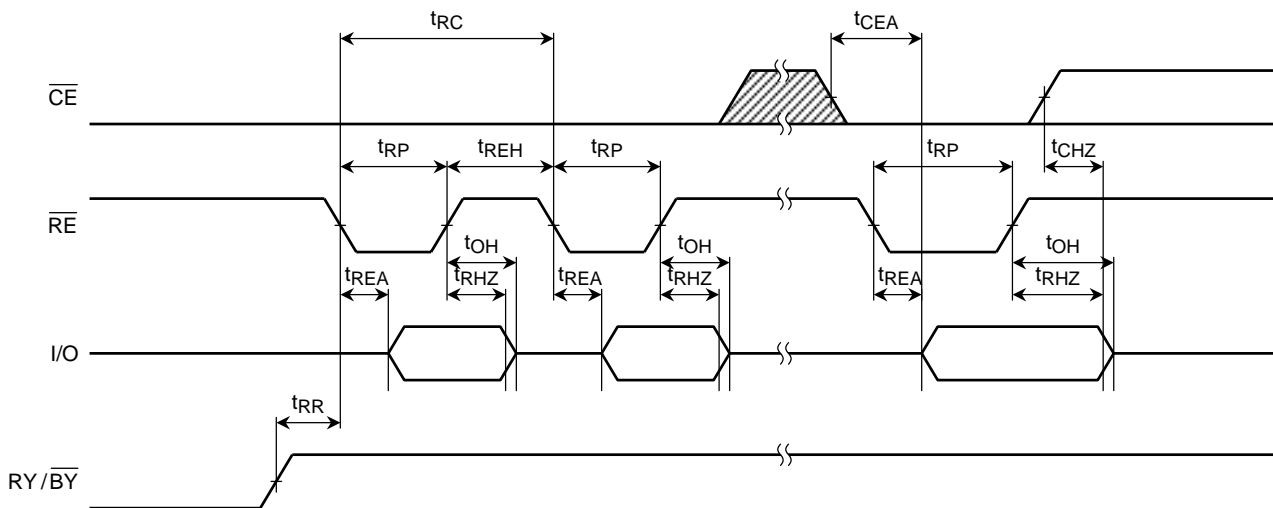 tRC
tCEA
CE
tRP
tREH
tRP
tRP
tCHZ
RE
tOH
tOH
tOH
tREA
tRHZ
tREA
tRHZ
tREA
tRHZ
I/O
tRR
RY/BY